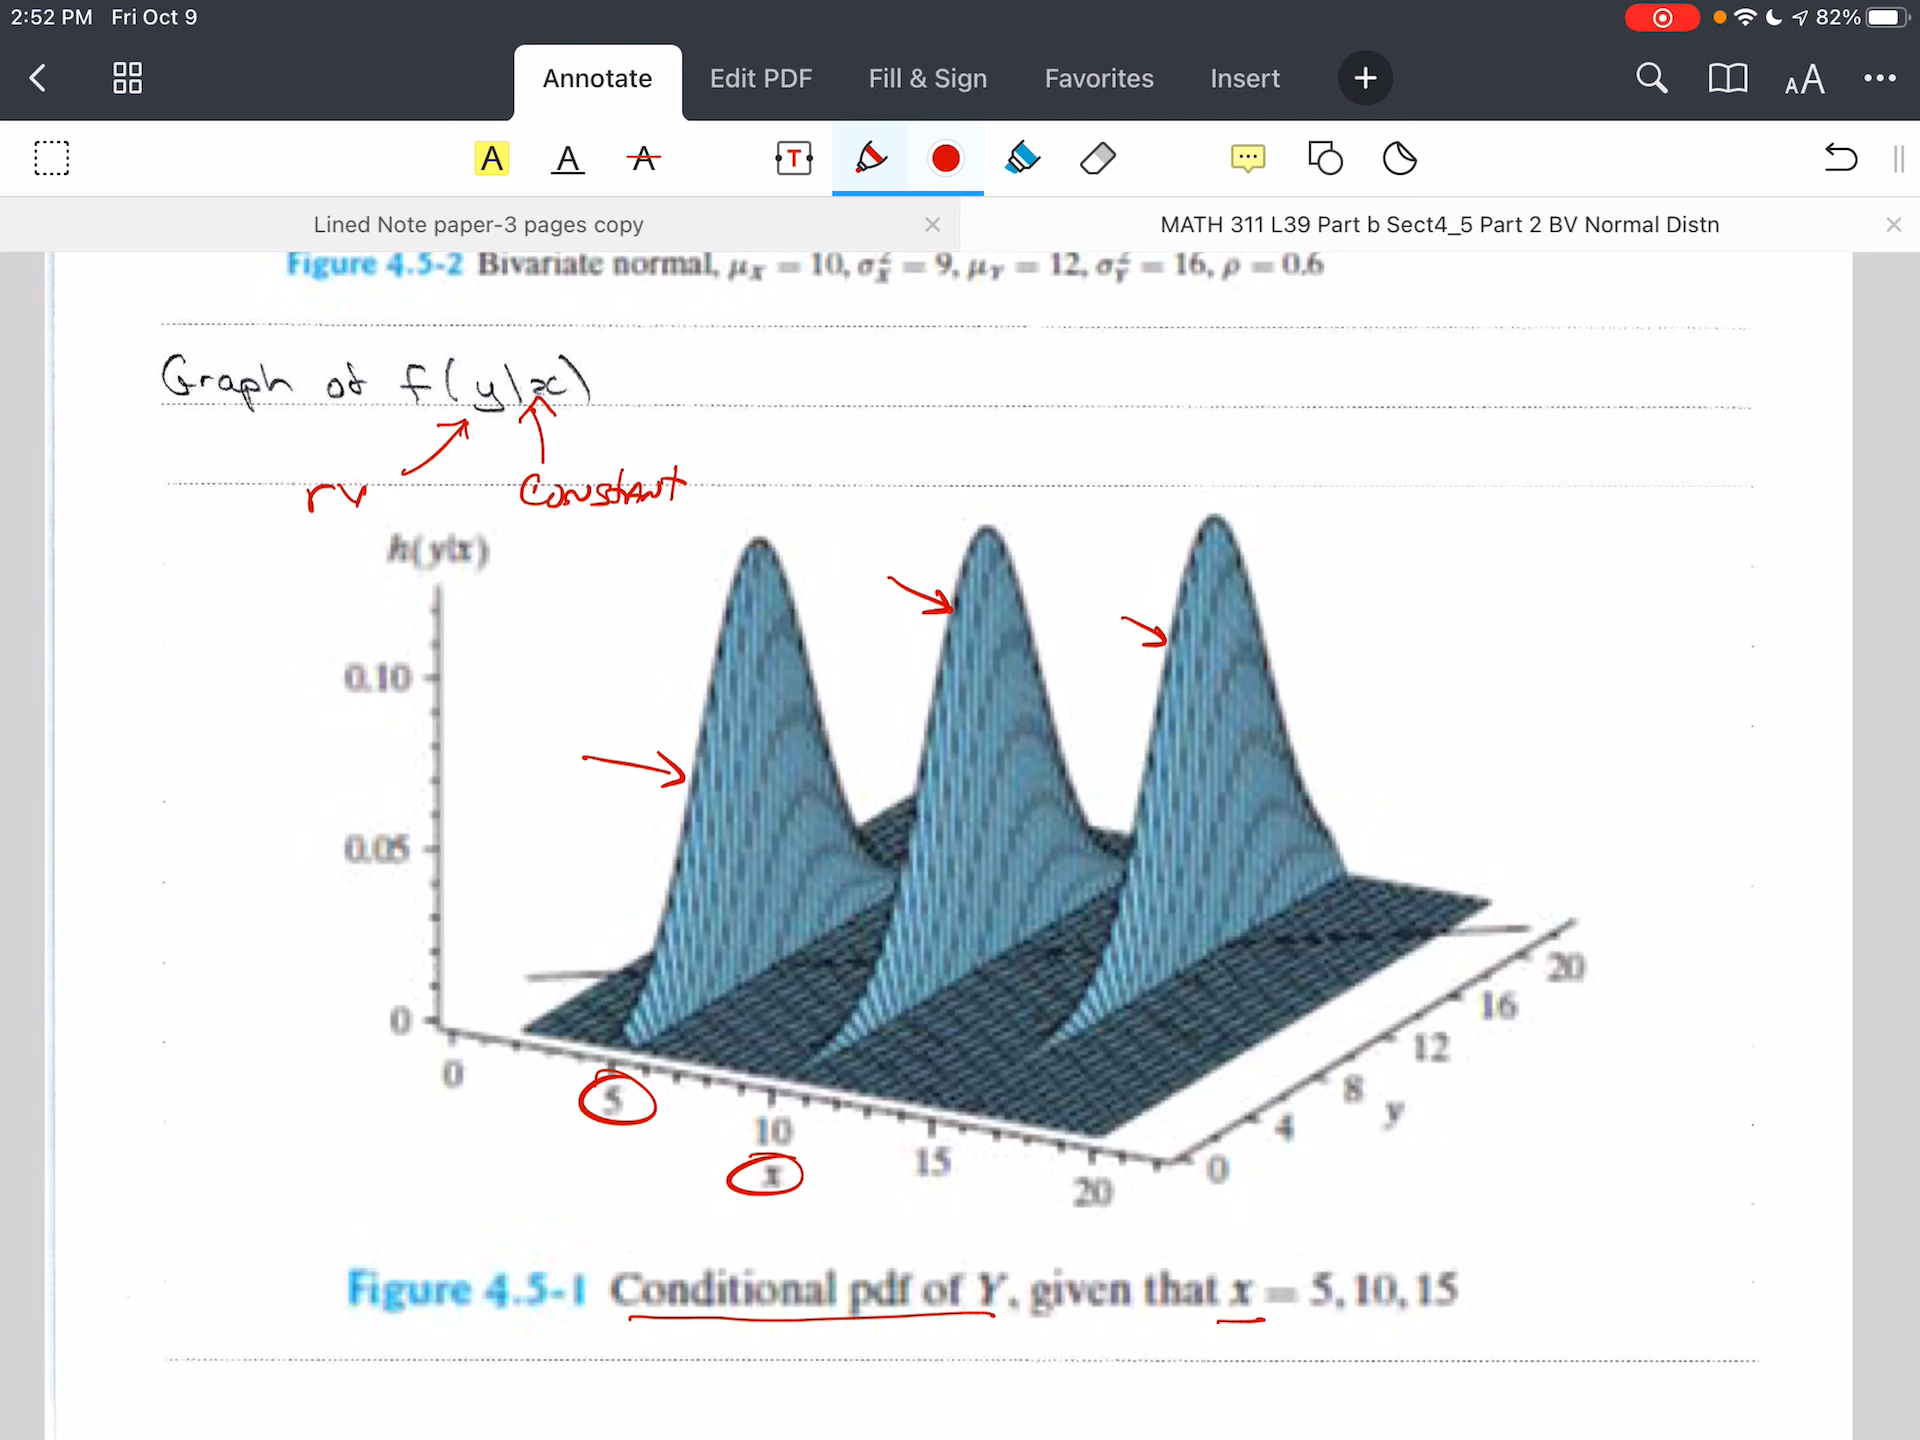 2:52 PM Fri Oct 9 82%
Annotate Edit PDF Fill & Sign Favorites Insert
A A A T AA
Lined Note paper-3 pages copy MATH 311 L39 Part b Sect4_5 Part 2 BV Normal Distn
Figure 4.5-2 Bivariate normal, μX = 10, σ²X = 9, μY = 12, σ²Y = 16, ρ = 0.6
Graph of f(y|x)
rv constant
h(y|x)
0.10
0.05
0
0 5 10 15 20
x
0 4 8 12 16 20
y
Figure 4.5-1 Conditional pdf of Y, given that x = 5, 10, 15